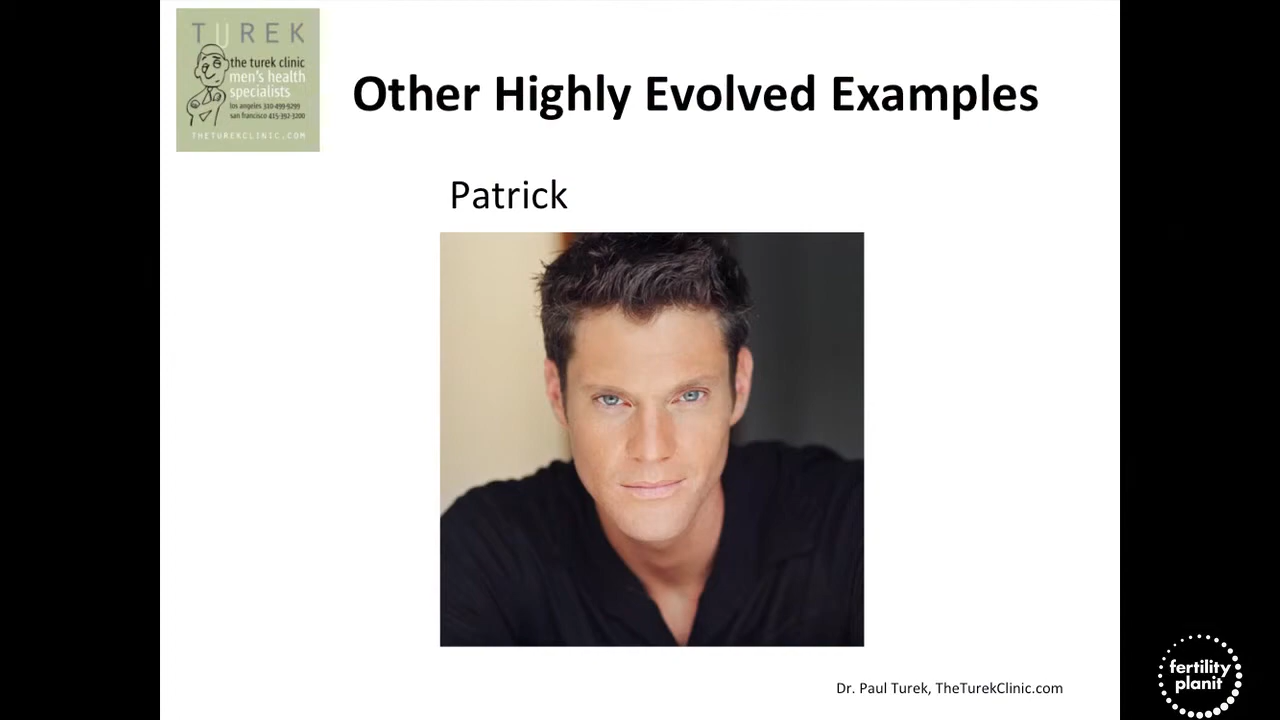 TUREK
the turek clinic
men's health
specialists
los angeles 310-499-9299
san francisco 415-392-3200
THETUREKCLINIC.COM
Other Highly Evolved Examples
Patrick
Dr. Paul Turek, TheTurekClinic.com
fertility
planit